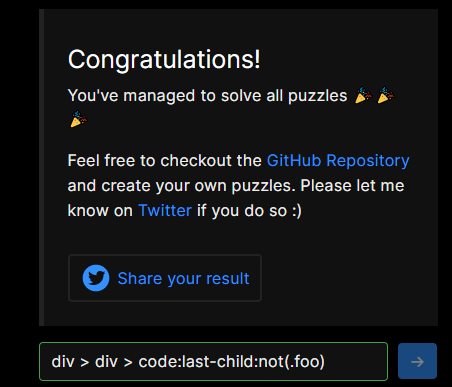 Congratulations!
You've managed to solve all puzzles 🎉 🎉
🎉
Feel free to checkout the GitHub Repository
and create your own puzzles. Please let me
know on Twitter if you do so :)
Share your result
div > div > code:last-child:not(.foo)
→